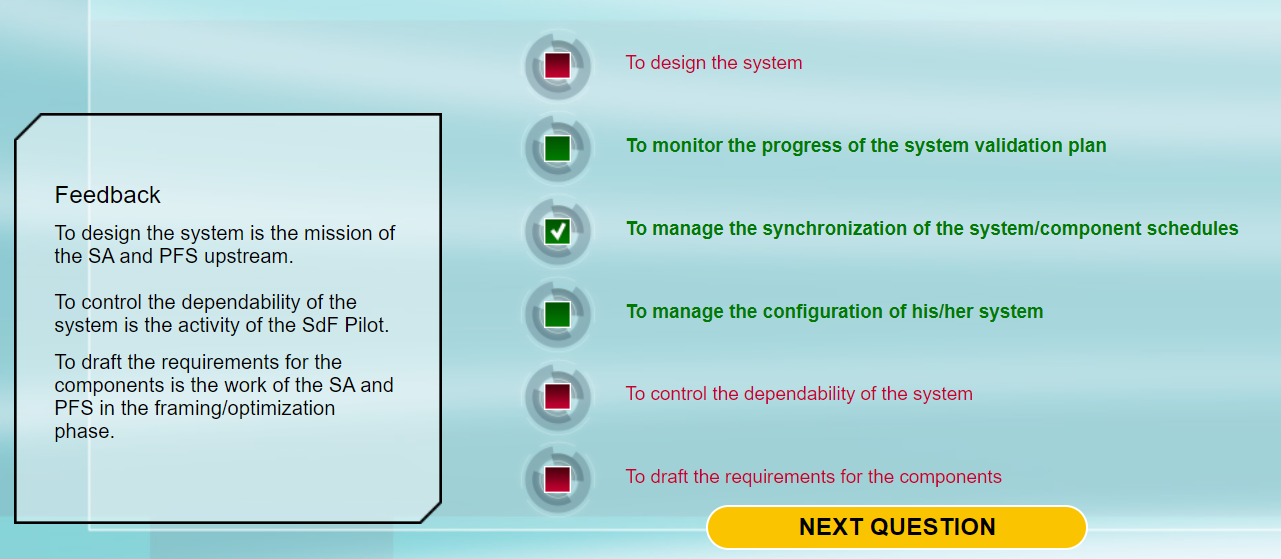 Feedback
To design the system is the mission of
the SA and PFS upstream.
To control the dependability of the
system is the activity of the SdF Pilot.
To draft the requirements for the
components is the work of the SA and
PFS in the framing/optimization
phase.
To design the system
To monitor the progress of the system validation plan
To manage the synchronization of the system/component schedules
To manage the configuration of his/her system
To control the dependability of the system
To draft the requirements for the components
NEXT QUESTION